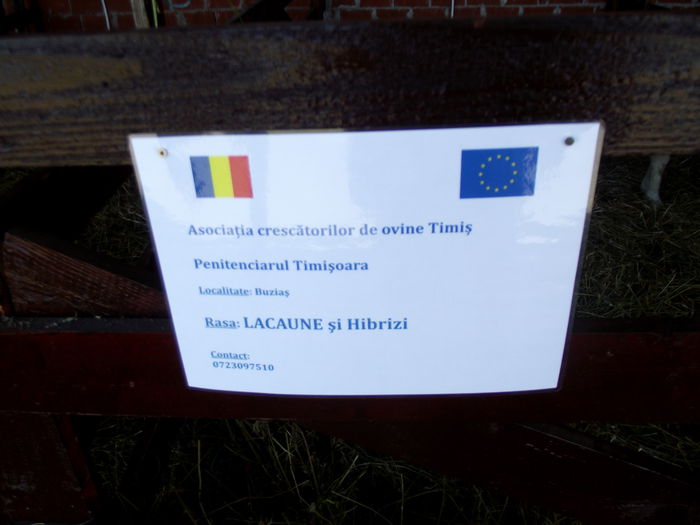 Asociația crescătorilor de ovine Timiș
Penitenciarul Timișoara
Localitate: Buziaș
Rasa: LACAUNE și Hibrizi
Contact:
0723097510